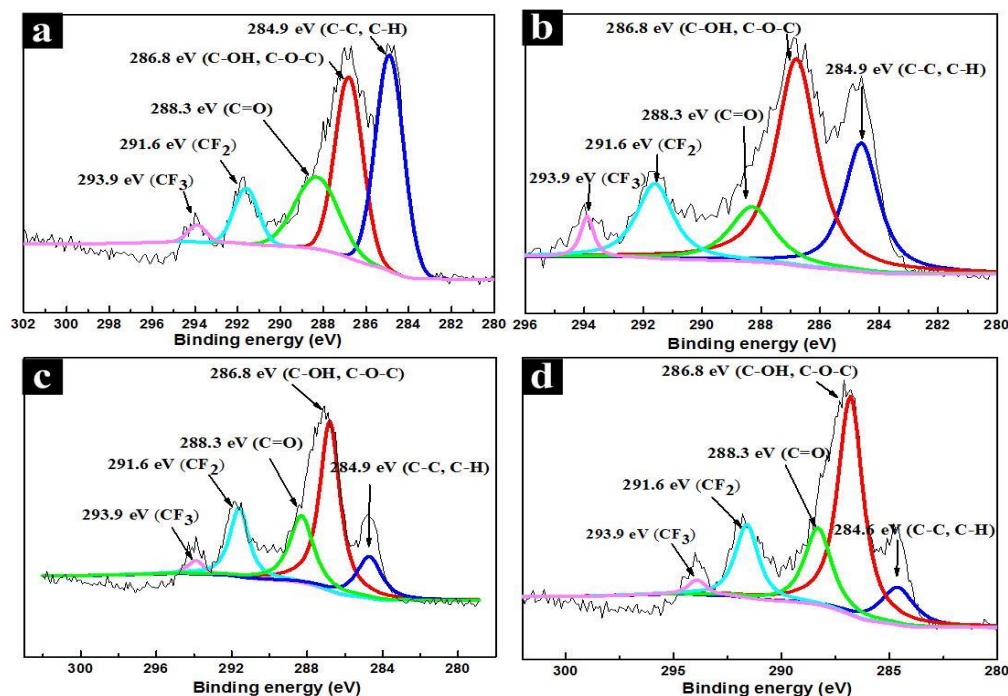 a
284.9 eV (C-C, C-H)
286.8 eV (C-OH, C-O-C)
288.3 eV (C=O)
291.6 eV (CF2)
293.9 eV (CF3)
302 300 298 296 294 292 290 288 286 284 282 280
Binding energy (eV)
b
286.8 eV (C-OH, C-O-C)
284.9 eV (C-C, C-H)
288.3 eV (C=O)
291.6 eV (CF2)
293.9 eV (CF3)
296 294 292 290 288 286 284 282 280
Binding energy (eV)
c
286.8 eV (C-OH, C-O-C)
288.3 eV (C=O)
291.6 eV (CF2)
284.9 eV (C-C, C-H)
293.9 eV (CF3)
300 296 292 288 284 280
Binding energy (eV)
d
286.8 eV (C-OH, C-O-C)
288.3 eV (C=O)
291.6 eV (CF2)
284.6 eV (C-C, C-H)
293.9 eV (CF3)
300 295 290 285 280
Binding energy (eV)